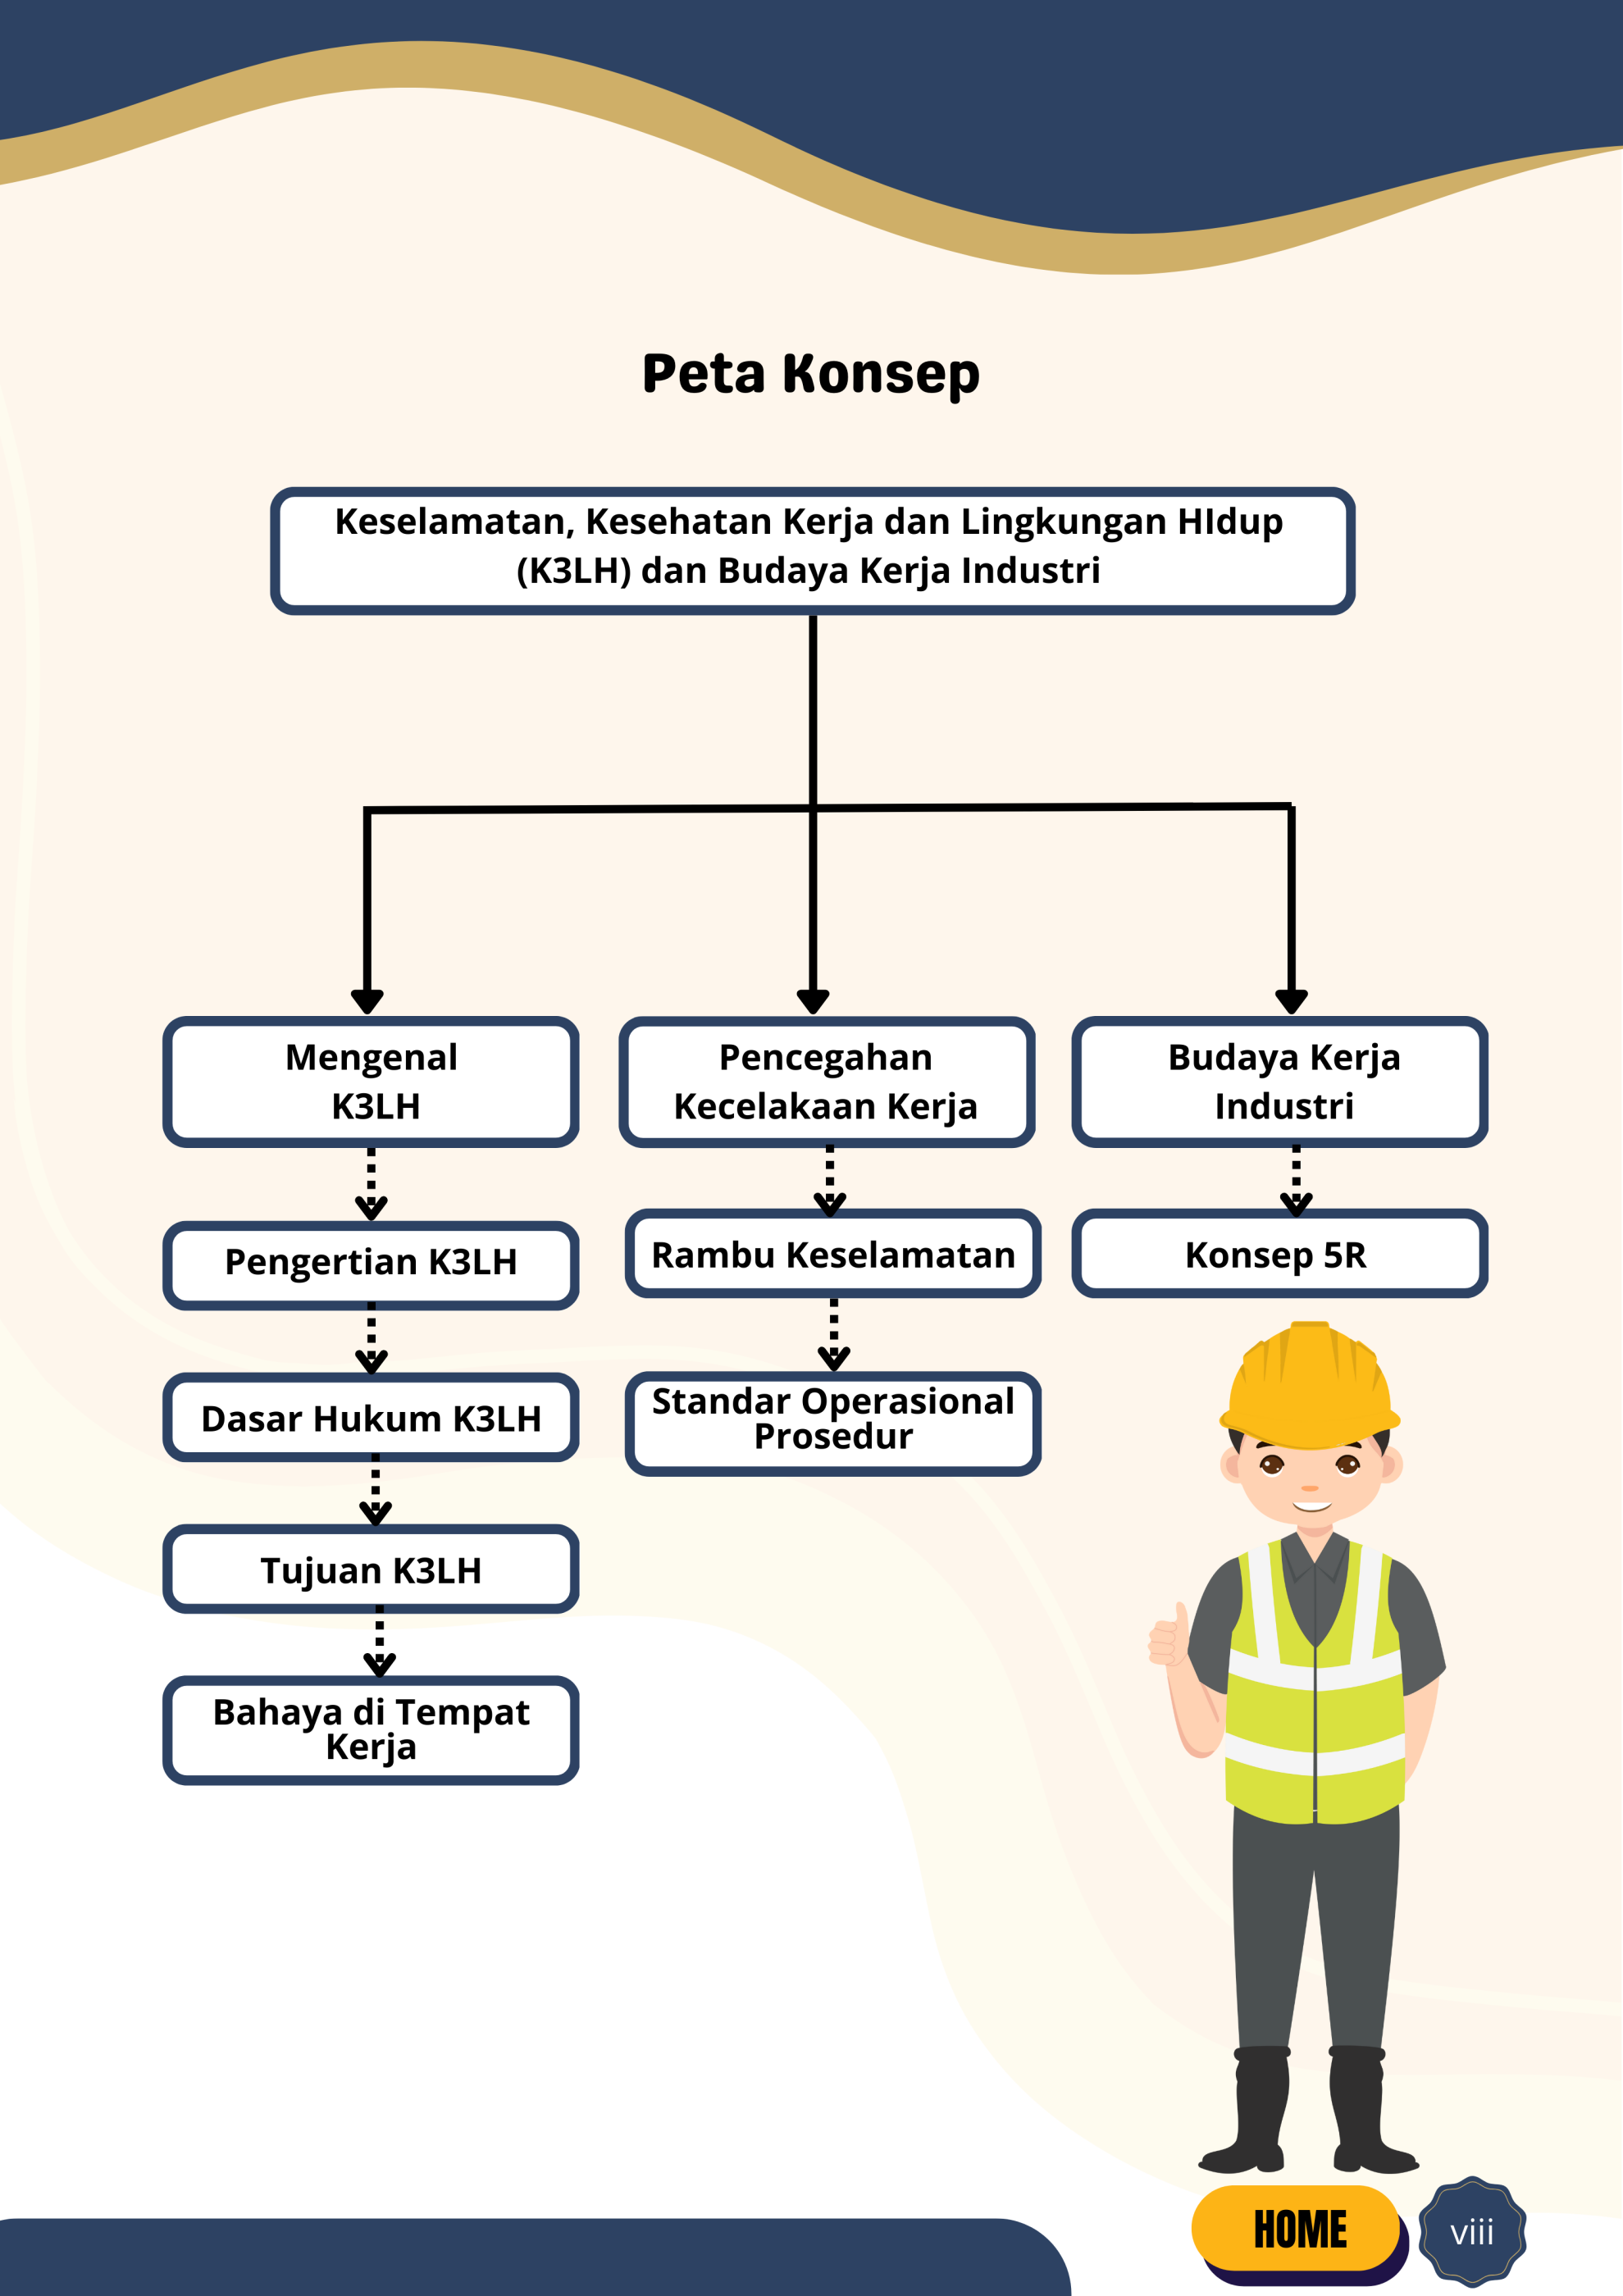 Peta Konsep
Keselamatan, Kesehatan Kerja dan Lingkungan HIdup
(K3LH) dan Budaya Kerja Industri
Mengenal
K3LH
Pengertian K3LH
Dasar Hukum K3LH
Tujuan K3LH
Bahaya di Tempat
Kerja
Pencegahan
Kecelakaan Kerja
Rambu Keselamatan
Standar Operasional
Prosedur
Budaya Kerja
Industri
Konsep 5R
HOME
viii